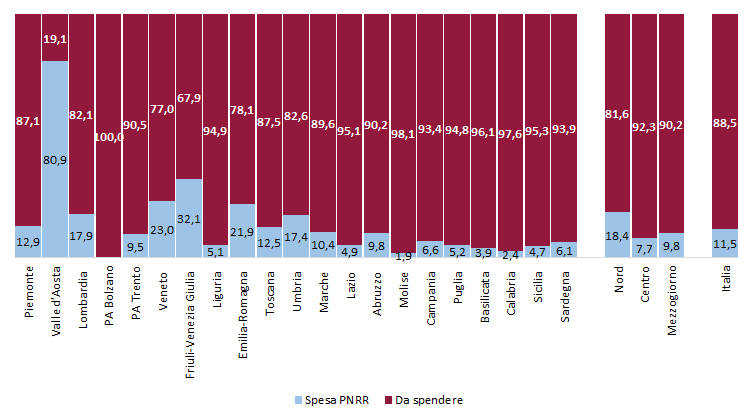 19,1
87,1
80,9
12,9
82,1
17,9
100,0
90,5
9,5
77,0
23,0
67,9
32,1
94,9
5,1
78,1
21,9
87,5
12,5
82,6
17,4
89,6
10,4
95,1
4,9
90,2
9,8
98,1
1,9
93,4
6,6
94,8
5,2
96,1
3,9
97,6
2,4
95,3
4,7
93,9
6,1
81,6
18,4
92,3
7,7
90,2
9,8
88,5
11,5
Piemonte
Valle d'Aosta
Lombardia
PA Bolzano
PA Trento
Veneto
Friuli-Venezia Giulia
Liguria
Emilia-Romagna
Toscana
Umbria
Marche
Lazio
Abruzzo
Molise
Campania
Puglia
Basilicata
Calabria
Sicilia
Sardegna
Nord
Centro
Mezzogiorno
Italia
Spesa PNRR
Da spendere